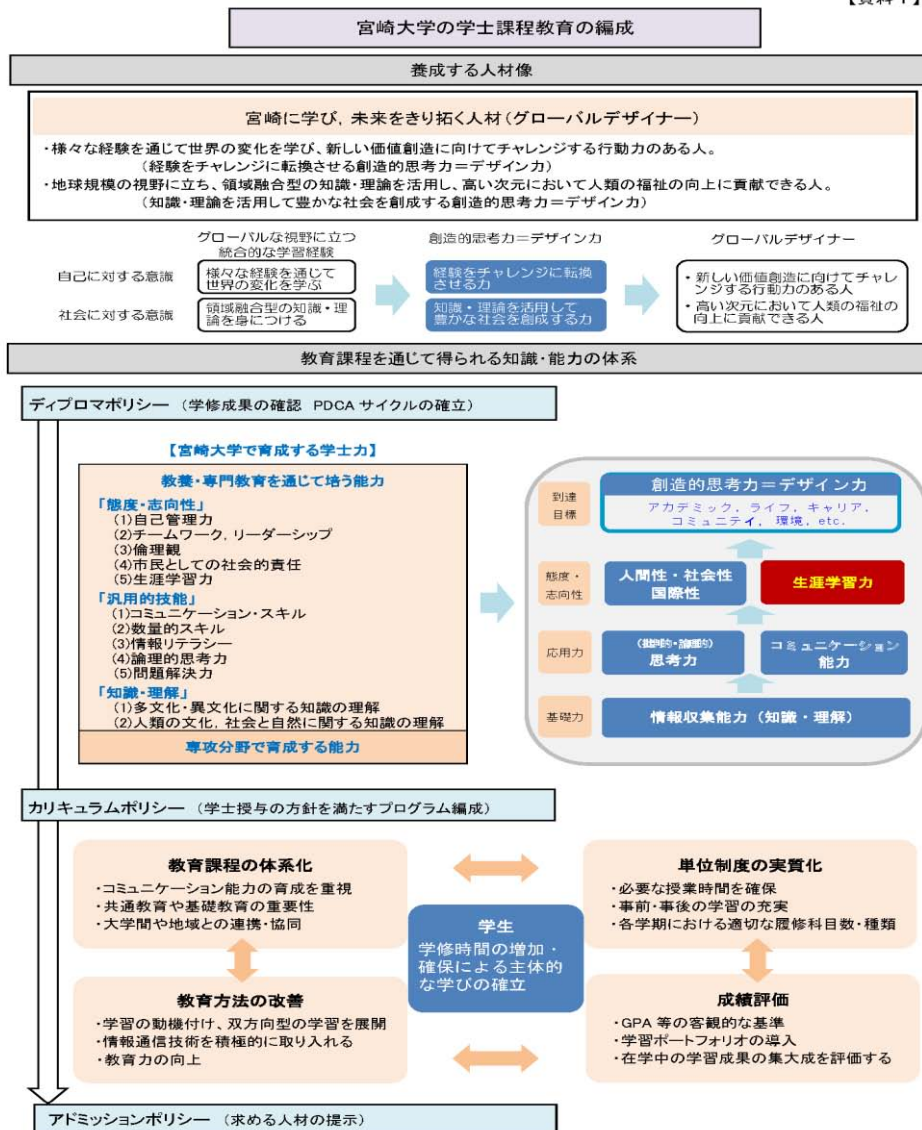 【資料1】
宮崎大学の学士課程教育の編成
養成する人材像
宮崎に学び，未来をきり拓く人材（グローバルデザイナー）
・様々な経験を通じて世界の変化を学び、新しい価値創造に向けてチャレンジする行動力のある人。
（経験をチャレンジに転換させる創造的思考力＝デザイン力）
・地球規模の視野に立ち、領域融合型の知識・理論を活用し、高い次元において人類の福祉の向上に貢献できる人。
（知識・理論を活用して豊かな社会を創成する創造的思考力＝デザイン力）
グローバルな視野に立つ
統合的な学習経験
創造的思考力＝デザイン力
グローバルデザイナー
自己に対する意識
様々な経験を通じて
世界の変化を学ぶ
経験をチャレンジに転換
させる力
社会に対する意識
領域融合型の知識・理
論を身につける
知識・理論を活用して
豊かな社会を創成する力
・新しい価値創造に向けてチャレ
ンジする行動力のある人
・高い次元において人類の福祉の
向上に貢献できる人
教育課程を通じて得られる知識・能力の体系
ディプロマポリシー（学修成果の確認 PDCA サイクルの確立）
【宮崎大学で育成する学士力】
教養・専門教育を通じて培う能力
「態度・志向性」
(1)自己管理力
(2)チームワーク，リーダーシップ
(3)倫理観
(4)市民としての社会的責任
(5)生涯学習力
「汎用的技能」
(1)コミュニケーション・スキル
(2)数量的スキル
(3)情報リテラシー
(4)論理的思考力
(5)問題解決力
「知識・理解」
(1)多文化・異文化に関する知識の理解
(2)人類の文化，社会と自然に関する知識の理解
専攻分野で育成する能力
到達
目標
創造的思考力＝デザイン力
アカデミック，ライフ，キャリア，
コミュニティ，環境，etc.
態度・
志向性
人間性・社会性
国際性
生涯学習力
応用力
（批判的・論理的）
思考力
コミュニケーション
能力
基礎力
情報収集能力（知識・理解）
カリキュラムポリシー（学士授与の方針を満たすプログラム編成）
教育課程の体系化
・コミュニケーション能力の育成を重視
・共通教育や基礎教育の重要性
・大学間や地域との連携・協同
単位制度の実質化
・必要な授業時間を確保
・事前・事後の学習の充実
・各学期における適切な履修科目数・種類
学生
学修時間の増加・
確保による主体的
な学びの確立
教育方法の改善
・学習の動機付け、双方向型の学習を展開
・情報通信技術を積極的に取り入れる
・教育力の向上
成績評価
・GPA 等の客観的な基準
・学習ポートフォリオの導入
・在学中の学習成果の集大成を評価する
アドミッションポリシー（求める人材の提示）